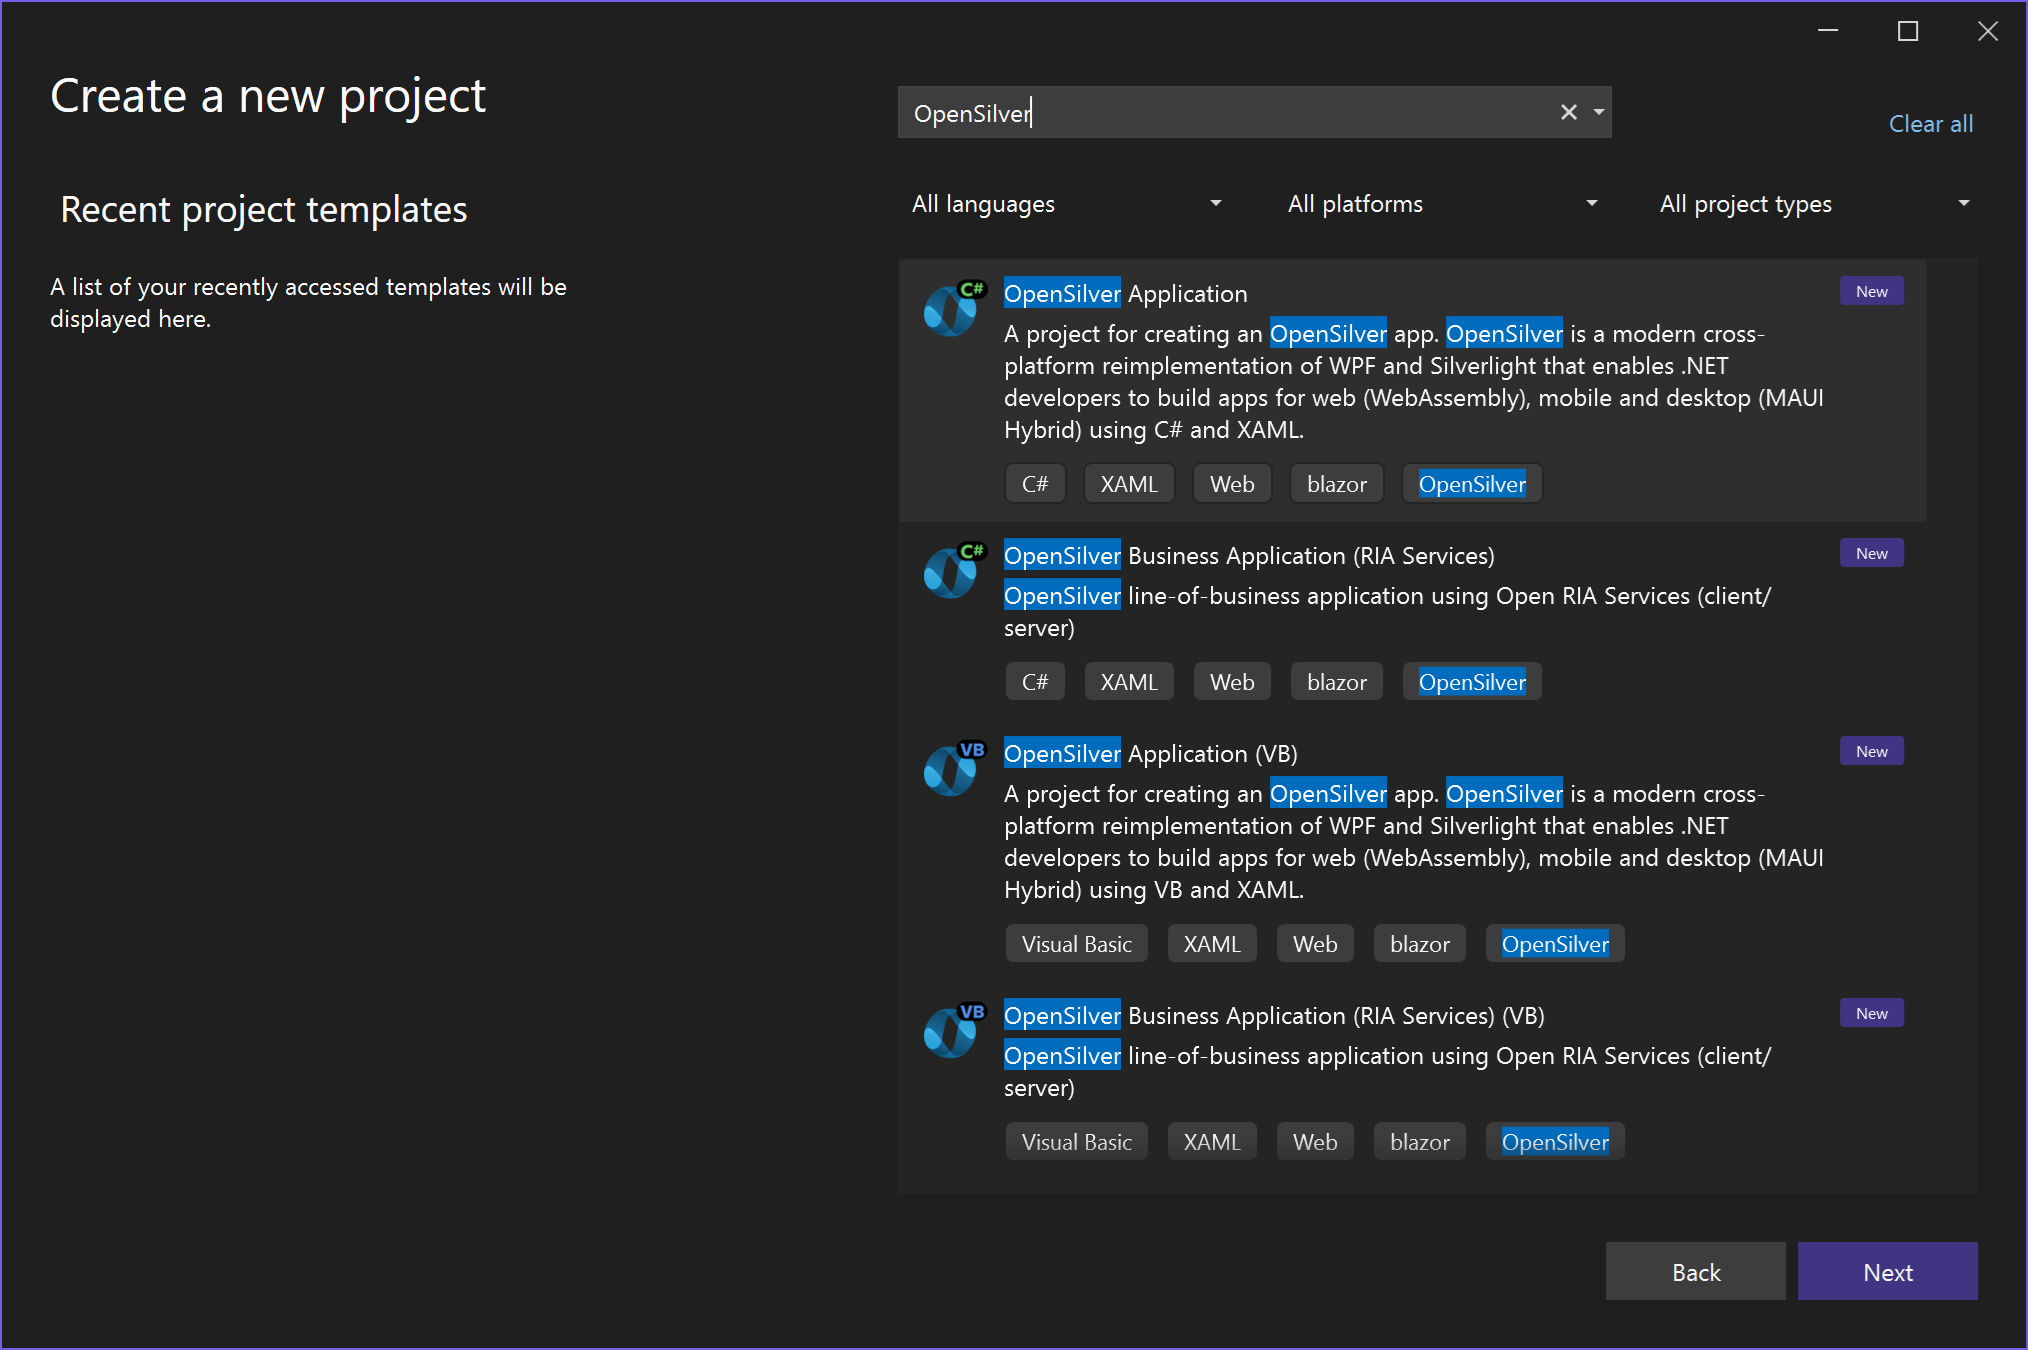 Create a new project
OpenSilver
Clear all
Recent project templates
All languages
All platforms
All project types
A list of your recently accessed templates will be
displayed here.
C#
OpenSilver Application
New
A project for creating an OpenSilver app. OpenSilver is a modern cross-
platform reimplementation of WPF and Silverlight that enables .NET
developers to build apps for web (WebAssembly), mobile and desktop (MAUI
Hybrid) using C# and XAML.
C# XAML Web blazor OpenSilver
C#
OpenSilver Business Application (RIA Services)
New
OpenSilver line-of-business application using Open RIA Services (client/
server)
C# XAML Web blazor OpenSilver
VB
OpenSilver Application (VB)
New
A project for creating an OpenSilver app. OpenSilver is a modern cross-
platform reimplementation of WPF and Silverlight that enables .NET
developers to build apps for web (WebAssembly), mobile and desktop (MAUI
Hybrid) using VB and XAML.
Visual Basic XAML Web blazor OpenSilver
VB
OpenSilver Business Application (RIA Services) (VB)
New
OpenSilver line-of-business application using Open RIA Services (client/
server)
Visual Basic XAML Web blazor OpenSilver
Back
Next